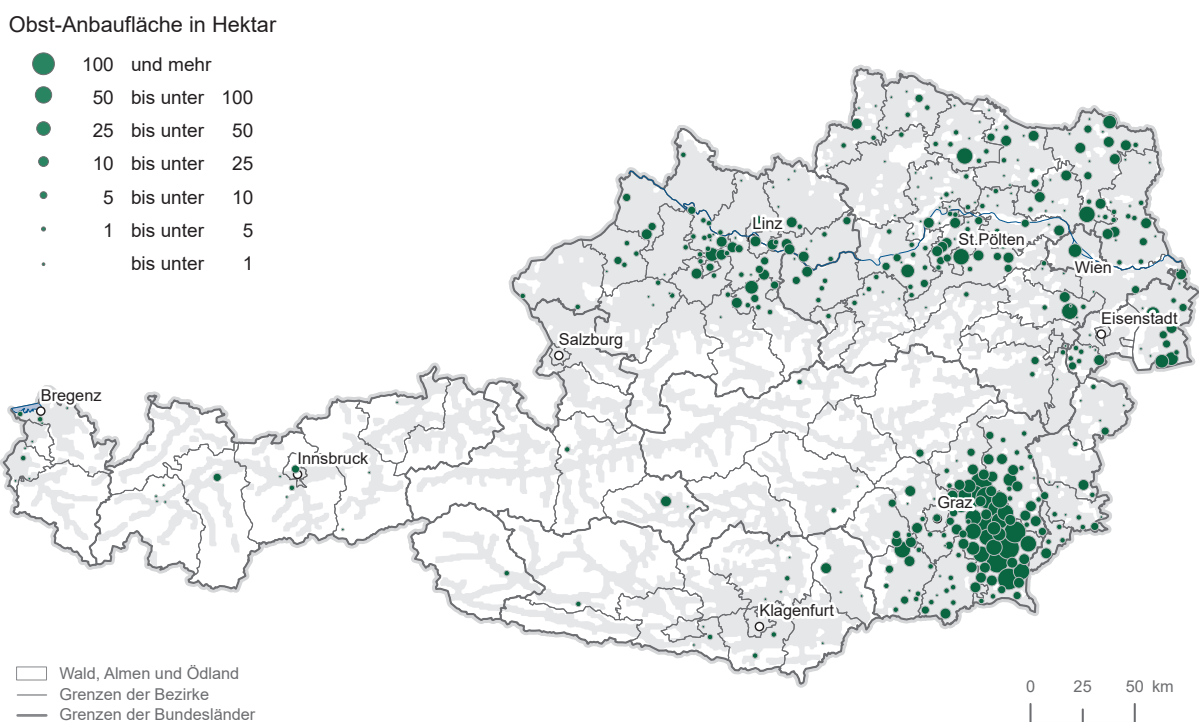 Obst-Anbaufläche in Hektar
100 und mehr
50 bis unter 100
25 bis unter 50
10 bis unter 25
5 bis unter 10
1 bis unter 5
bis unter 1
Linz
St.Pölten
Wien
Eisenstadt
Salzburg
Bregenz
Innsbruck
Graz
Klagenfurt
Wald, Almen und Ödland
Grenzen der Bezirke
Grenzen der Bundesländer
0 25 50 km